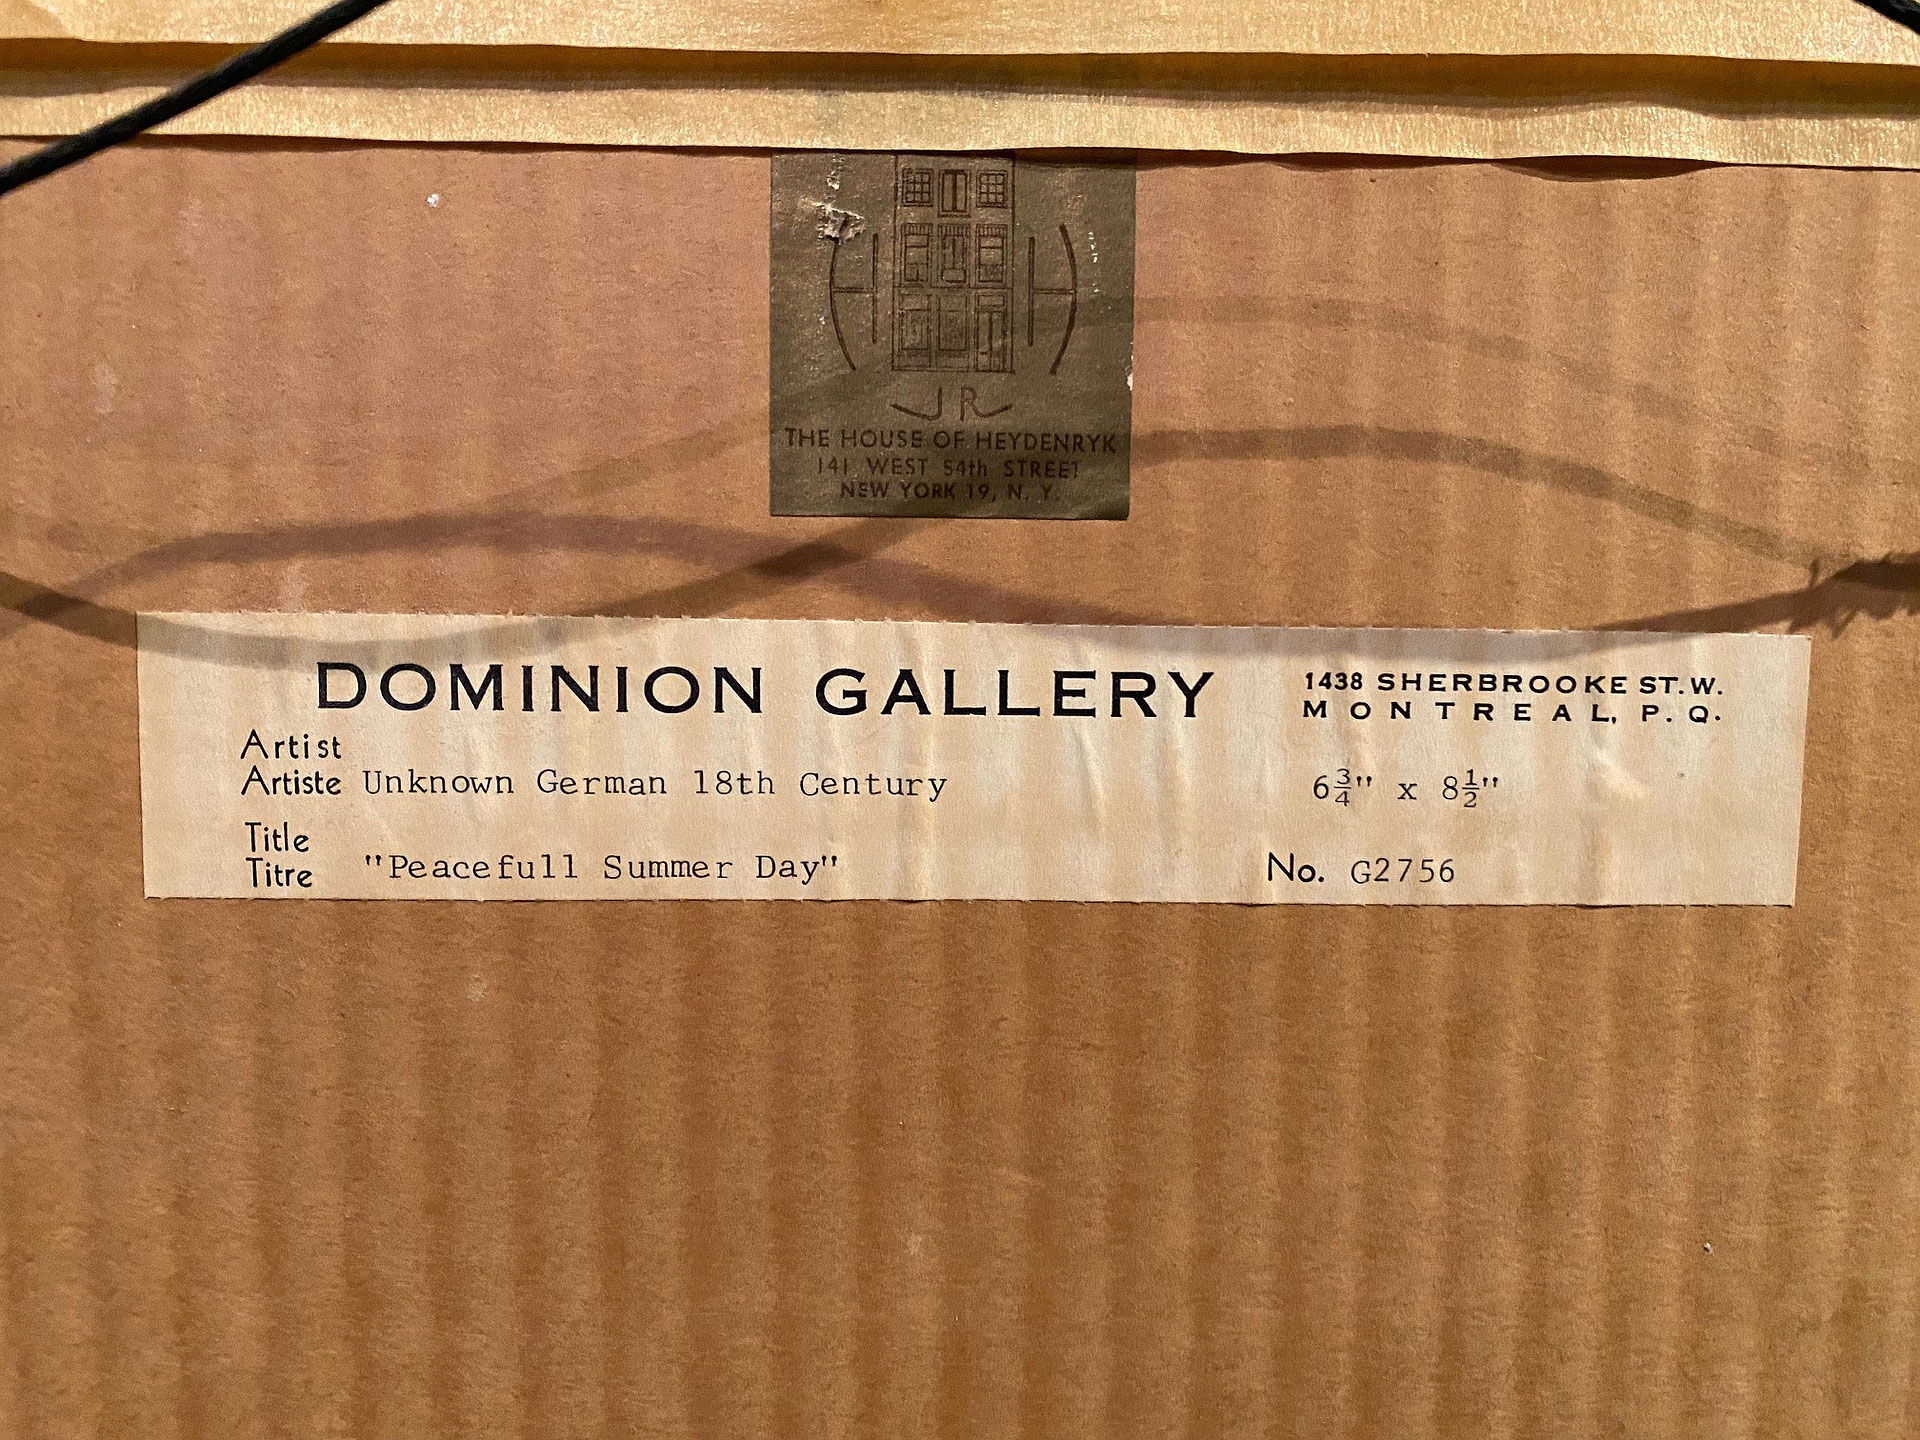 JR
THE HOUSE OF HEYDENRYK
141 WEST 54th STREET
NEW YORK 19, N. Y.
DOMINION GALLERY
1438 SHERBROOKE ST. W.
MONTREAL, P. Q.
Artist
Artiste Unknown German 18th Century
6¾" x 8½"
Title
Titre "Peacefull Summer Day"
No. G2756